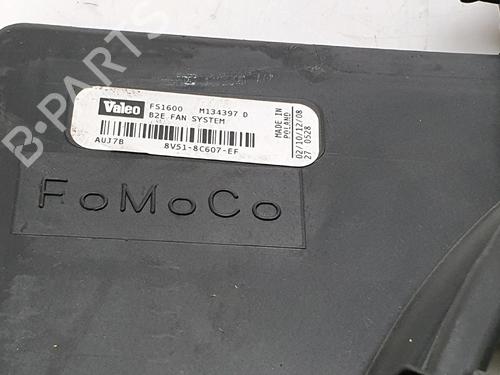 B-PARTS
Valeo FS1600 M134397 D
B2E FAN SYSTEM
AUJ7B 8V51-8C607-EF
MADE IN
POLAND
02/10/12/08
27 0528
FoMoCo